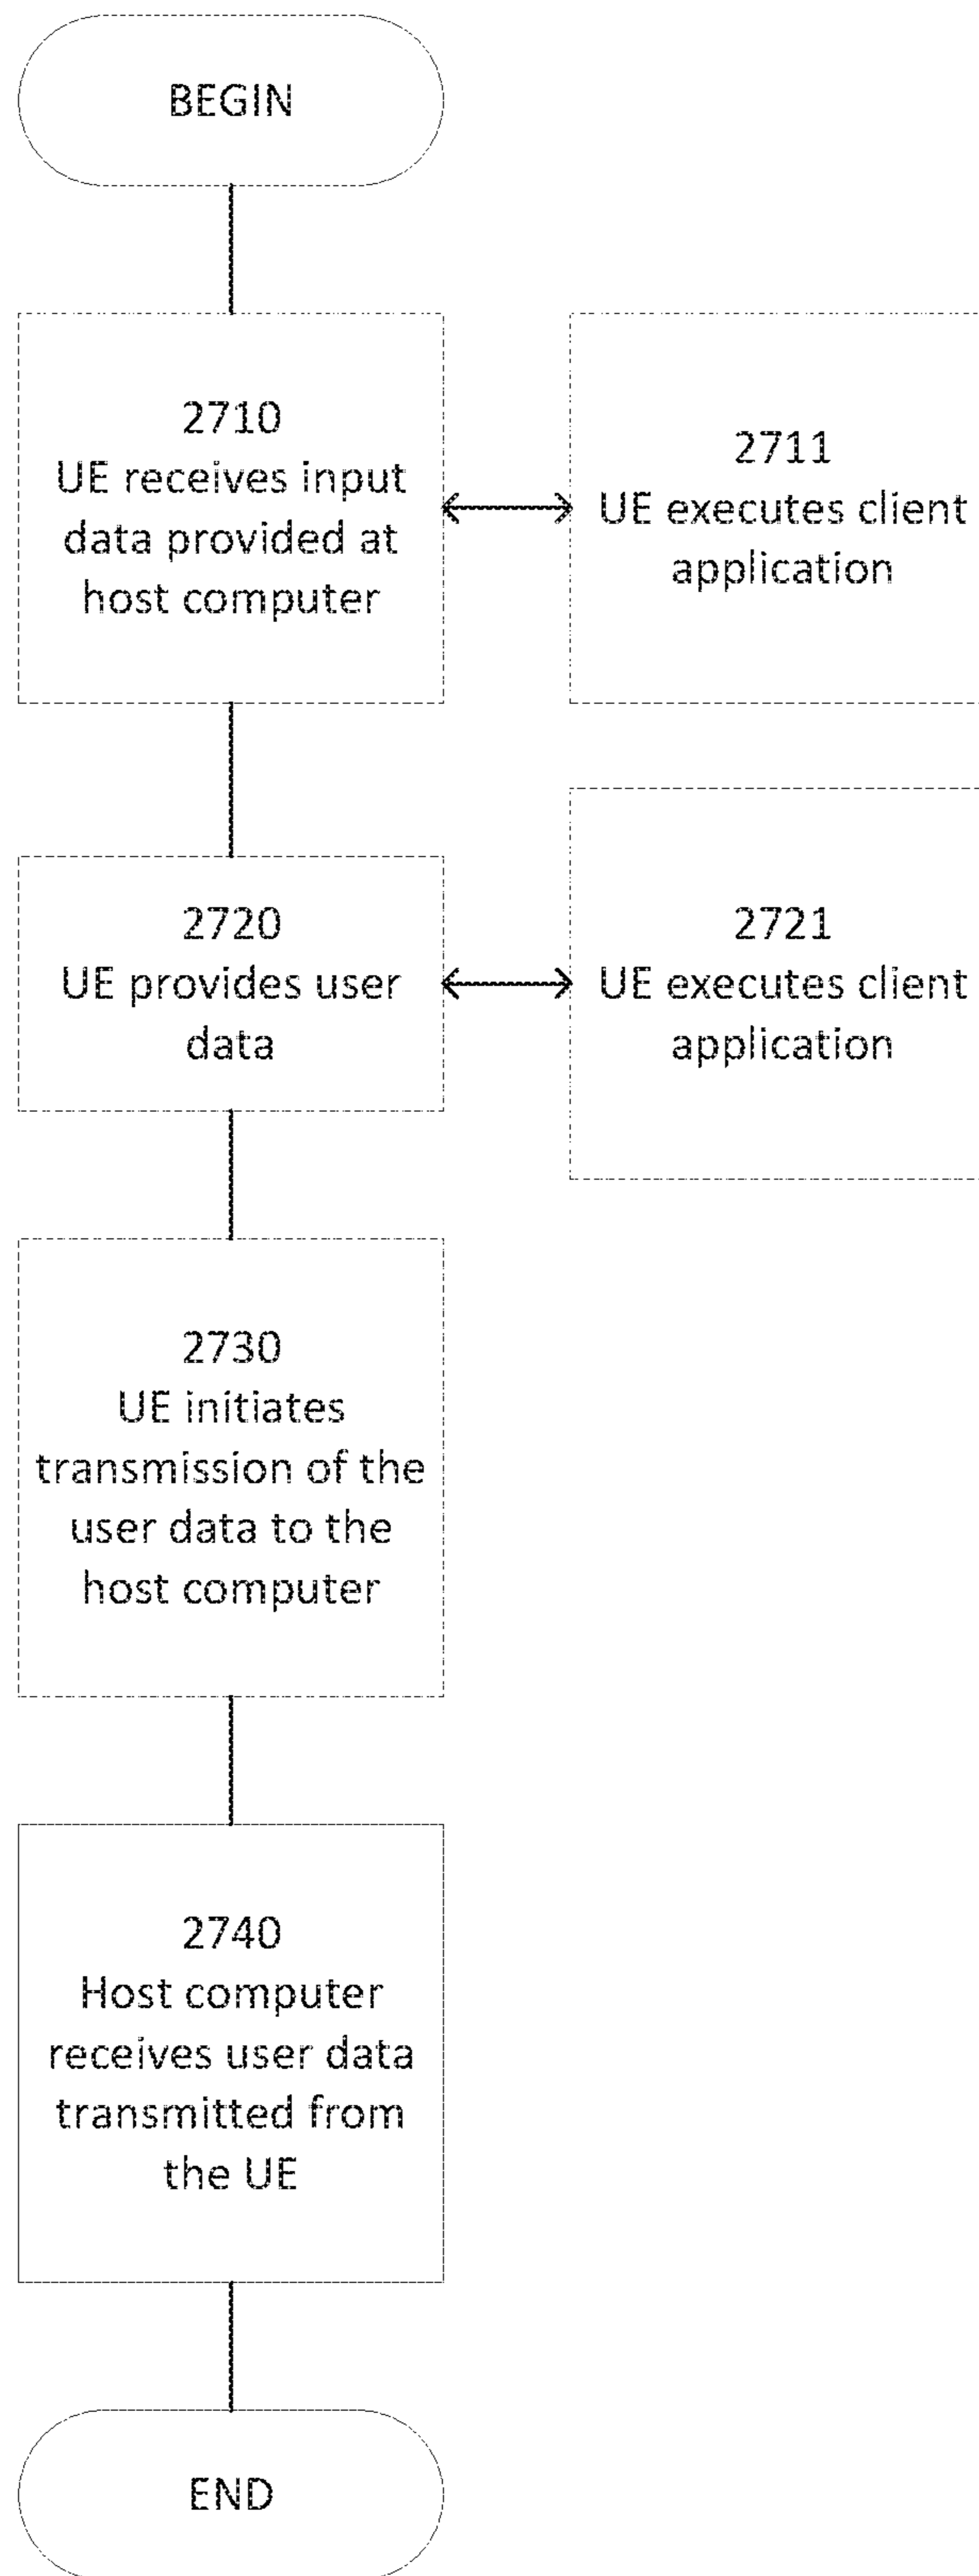 BEGIN
2710
UE receives input
data provided at
host computer
2711
UE executes client
application
2720
UE provides user
data
2721
UE executes client
application
2730
UE initiates
transmission of the
user data to the
host computer
2740
Host computer
receives user data
transmitted from
the UE
END